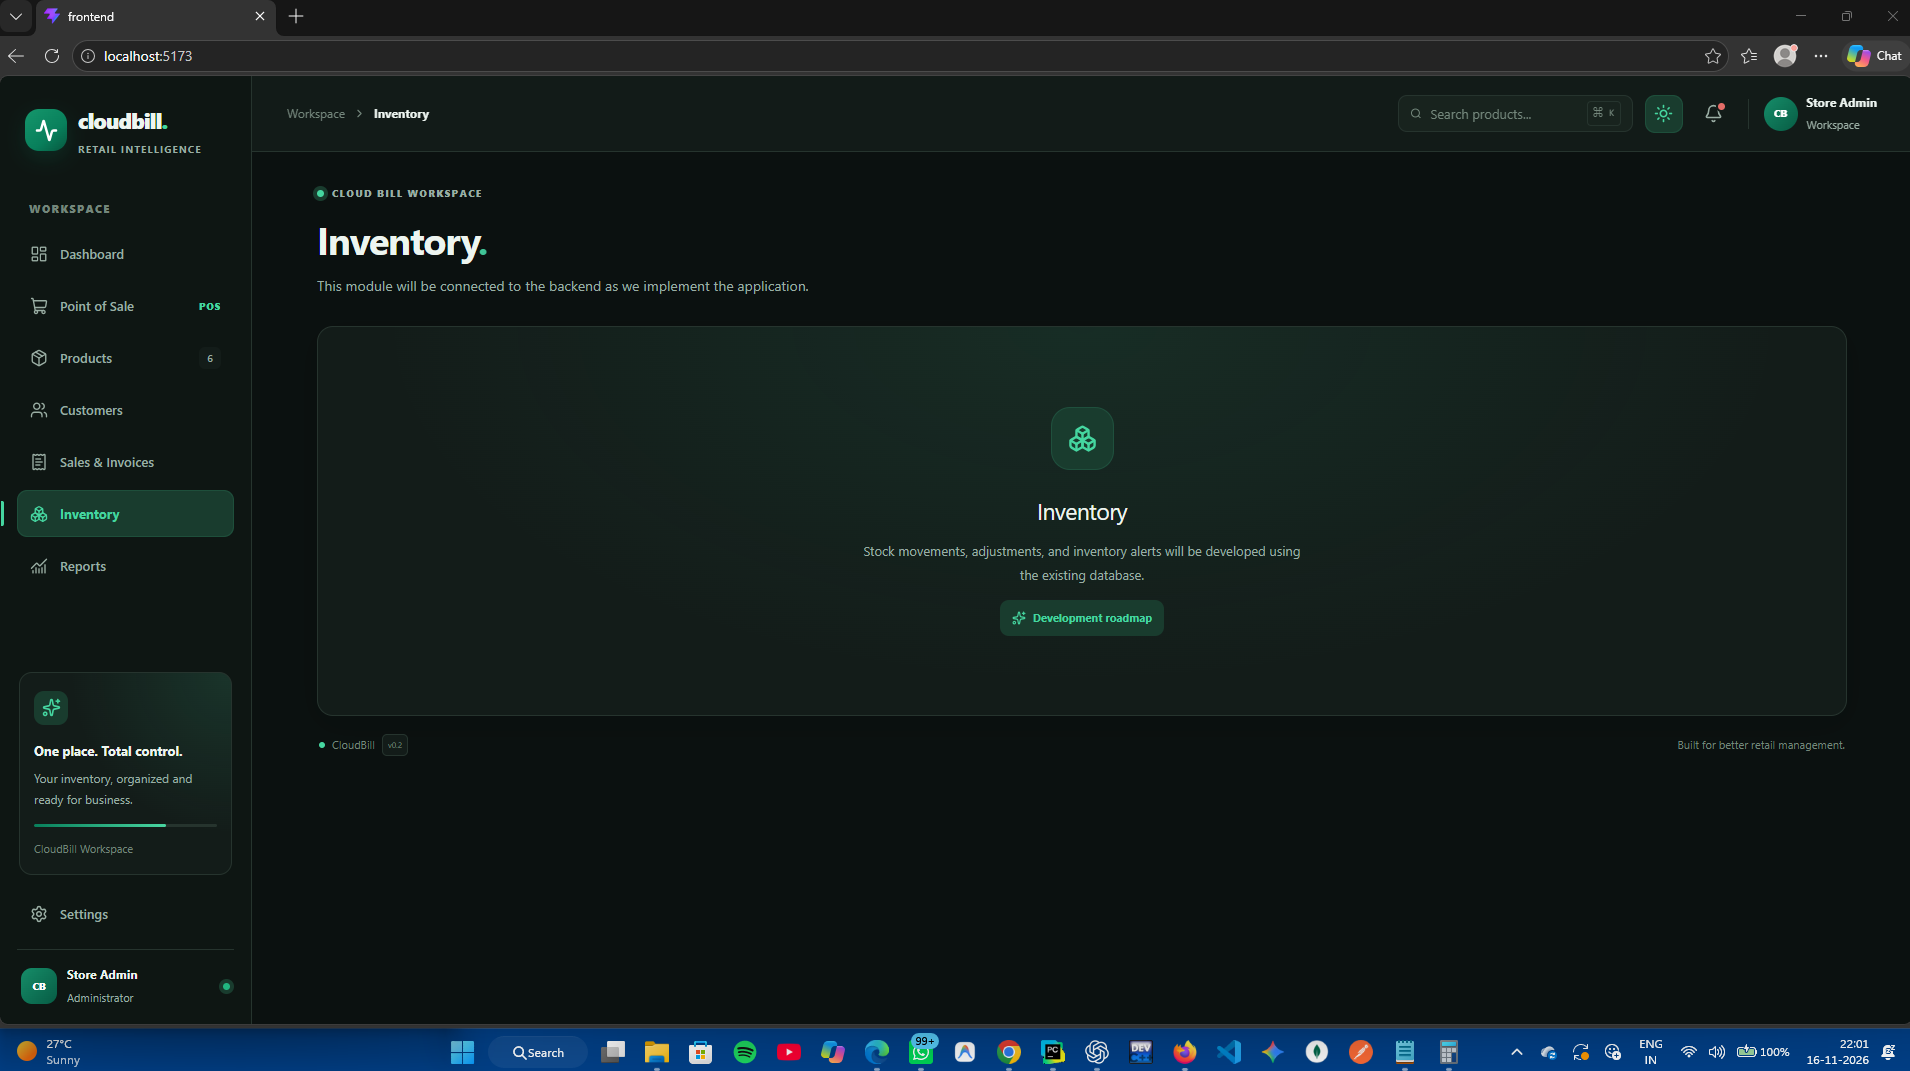 frontend
localhost:5173
Chat
cloudbill.
RETAIL INTELLIGENCE
Workspace
Inventory
Search products...
⌘ K
CB
Store Admin
Workspace
WORKSPACE
Dashboard
Point of Sale
POS
Products
6
Customers
Sales & Invoices
Inventory
Reports
One place. Total control.
Your inventory, organized and
ready for business.
CloudBill Workspace
Settings
CB
Store Admin
Administrator
CLOUD BILL WORKSPACE
Inventory.
This module will be connected to the backend as we implement the application.
Inventory
Stock movements, adjustments, and inventory alerts will be developed using
the existing database.
Development roadmap
CloudBill
v0.2
Built for better retail management.
27°C
Sunny
Search
99+
PC
DEV
ENG
IN
100%
22:01
16-11-2026